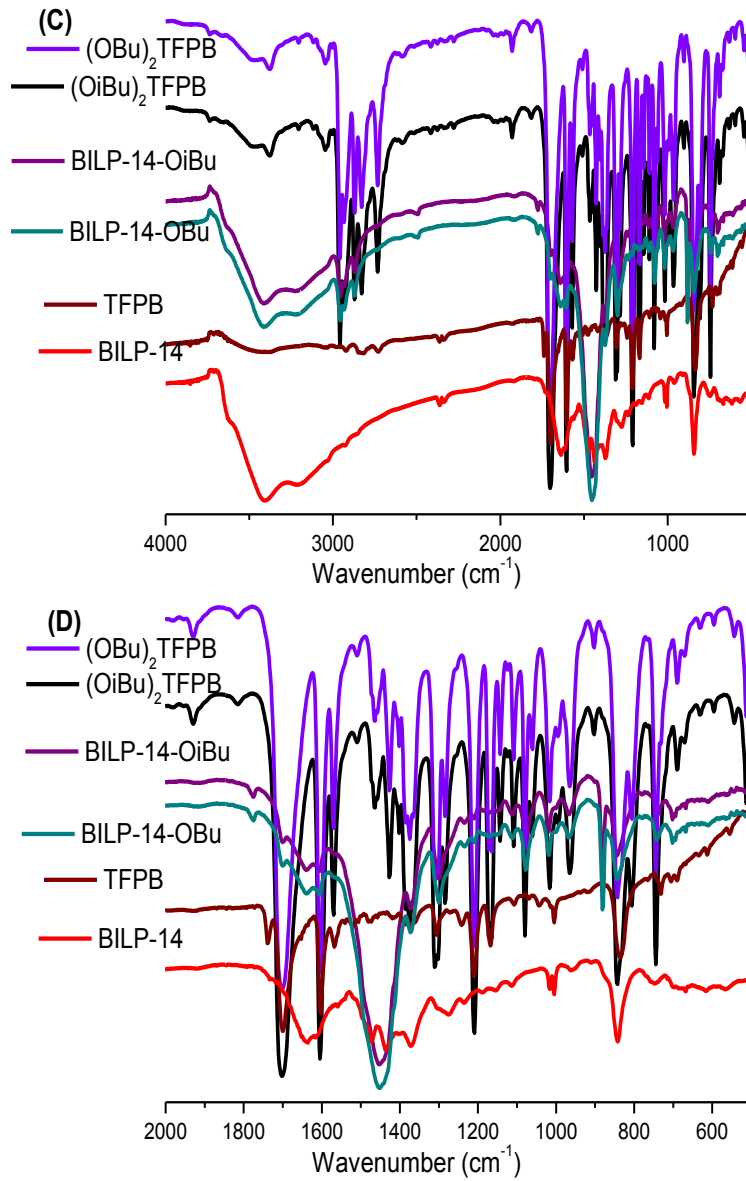 (C)
(OBu)₂TFPB
(OiBu)₂TFPB
BILP-14-OiBu
BILP-14-OBu
TFPB
BILP-14
4000 3000 2000 1000
Wavenumber (cm⁻¹)
(D)
(OBu)₂TFPB
(OiBu)₂TFPB
BILP-14-OiBu
BILP-14-OBu
TFPB
BILP-14
2000 1800 1600 1400 1200 1000 800 600
Wavenumber (cm⁻¹)